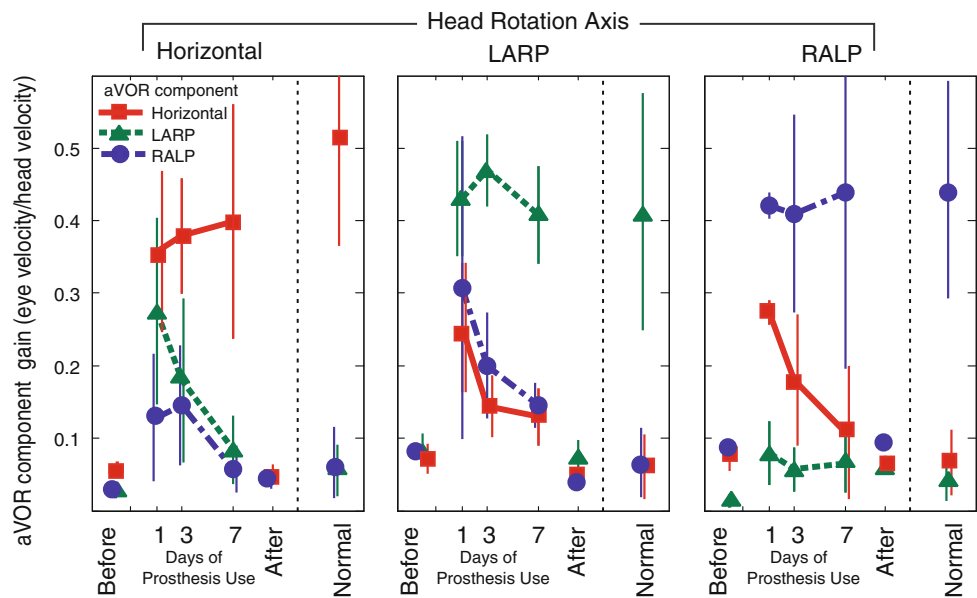 Head Rotation Axis
Horizontal
LARP
RALP
aVOR component gain (eye velocity/head velocity)
0.5
0.4
0.3
0.2
0.1
aVOR component
Horizontal
LARP
RALP
Before
1
3
7
After
Normal
Days of
Prosthesis Use
Before
1
3
7
After
Normal
Days of
Prosthesis Use
Before
1
3
7
After
Normal
Days of
Prosthesis Use